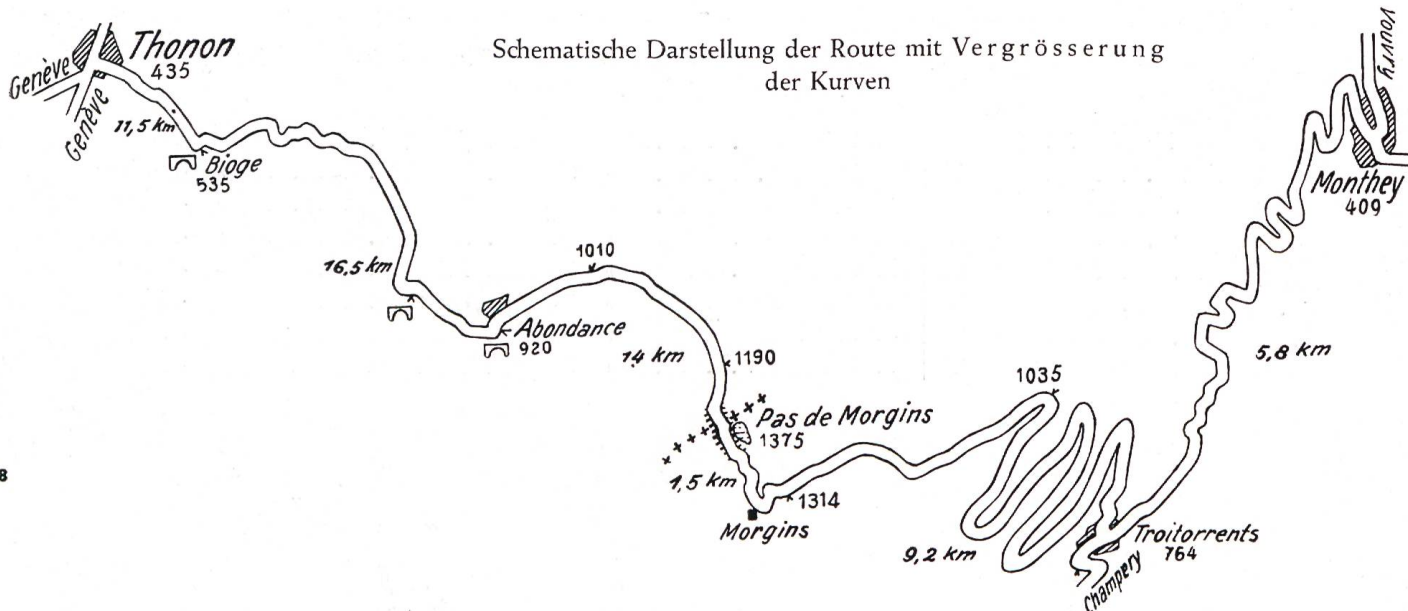 Schematische Darstellung der Route mit Vergrösserung
der Kurven
Genève
Thonon
435
Genève
11,5 km
Bioge
535
16,5 km
1010
Abondance
920
14 km
1190
Pas de Morgins
1375
1,5 km
1314
Morgins
1035
9,2 km
Troitorrents
764
Champery
5,8 km
Monthey
409
Vouvry
8